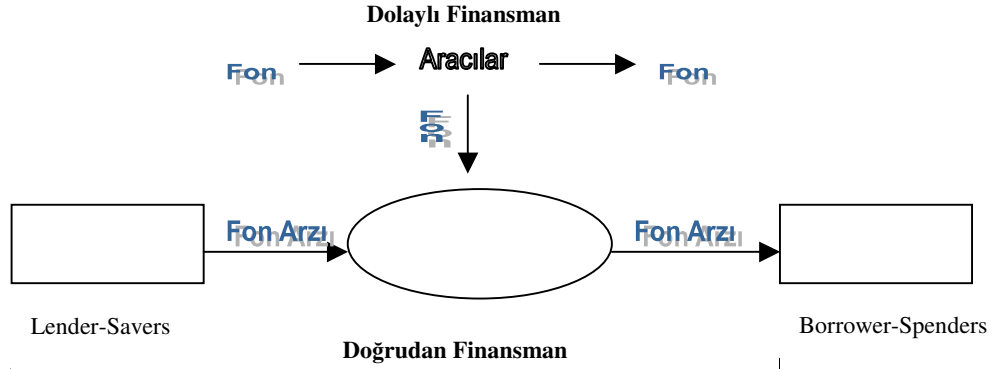 Dolaylı Finansman
Fon
Aracılar
Fon
Fon
Fon Arzı
Fon Arzı
Lender-Savers
Borrower-Spenders
Doğrudan Finansman